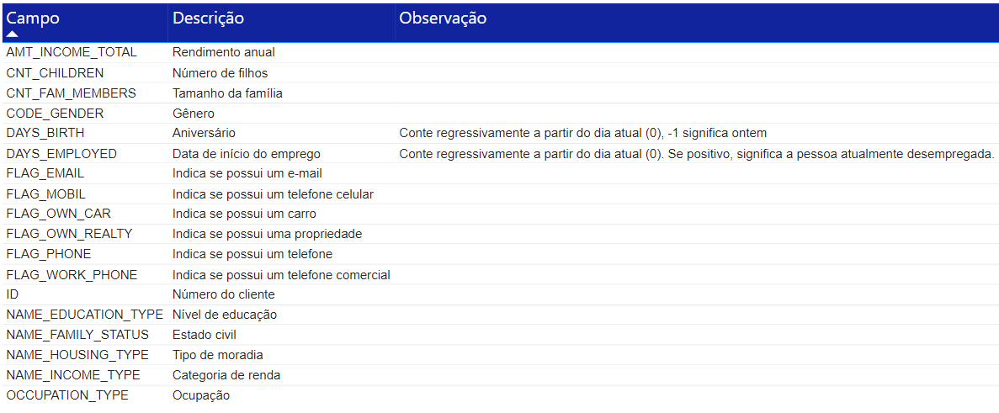 Campo Descrição Observação
AMT_INCOME_TOTAL Rendimento anual
CNT_CHILDREN Número de filhos
CNT_FAM_MEMBERS Tamanho da família
CODE_GENDER Gênero
DAYS_BIRTH Aniversário Conte regressivamente a partir do dia atual (0), -1 significa ontem
DAYS_EMPLOYED Data de início do emprego Conte regressivamente a partir do dia atual (0). Se positivo, significa a pessoa atualmente desempregada.
FLAG_EMAIL Indica se possui um e-mail
FLAG_MOBIL Indica se possui um telefone celular
FLAG_OWN_CAR Indica se possui um carro
FLAG_OWN_REALTY Indica se possui uma propriedade
FLAG_PHONE Indica se possui um telefone
FLAG_WORK_PHONE Indica se possui um telefone comercial
ID Número do cliente
NAME_EDUCATION_TYPE Nível de educação
NAME_FAMILY_STATUS Estado civil
NAME_HOUSING_TYPE Tipo de moradia
NAME_INCOME_TYPE Categoria de renda
OCCUPATION_TYPE Ocupação